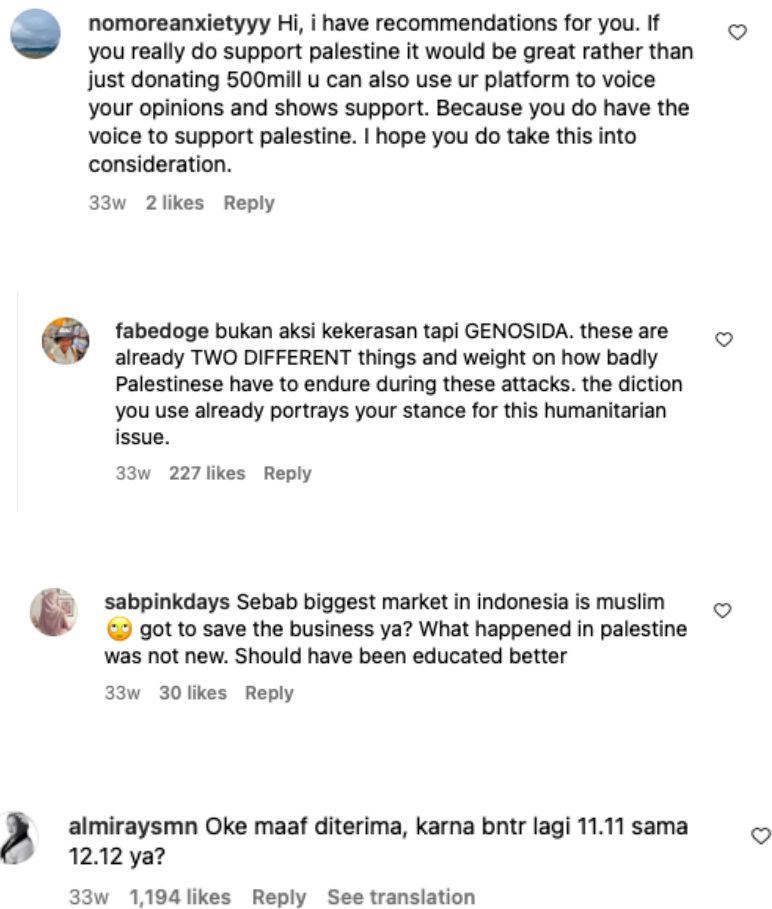 nomoreanxietyyy Hi, i have recommendations for you. If
you really do support palestine it would be great rather than
just donating 500mill u can also use ur platform to voice
your opinions and shows support. Because you do have the
voice to support palestine. I hope you do take this into
consideration.
33w 2 likes Reply
fabedoge bukan aksi kekerasan tapi GENOSIDA. these are
already TWO DIFFERENT things and weight on how badly
Palestinese have to endure during these attacks. the diction
you use already portrays your stance for this humanitarian
issue.
33w 227 likes Reply
sabpinkdays Sebab biggest market in indonesia is muslim
🙄 got to save the business ya? What happened in palestine
was not new. Should have been educated better
33w 30 likes Reply
almiraysmn Oke maaf diterima, karna bntr lagi 11.11 sama
12.12 ya?
33w 1,194 likes Reply See translation